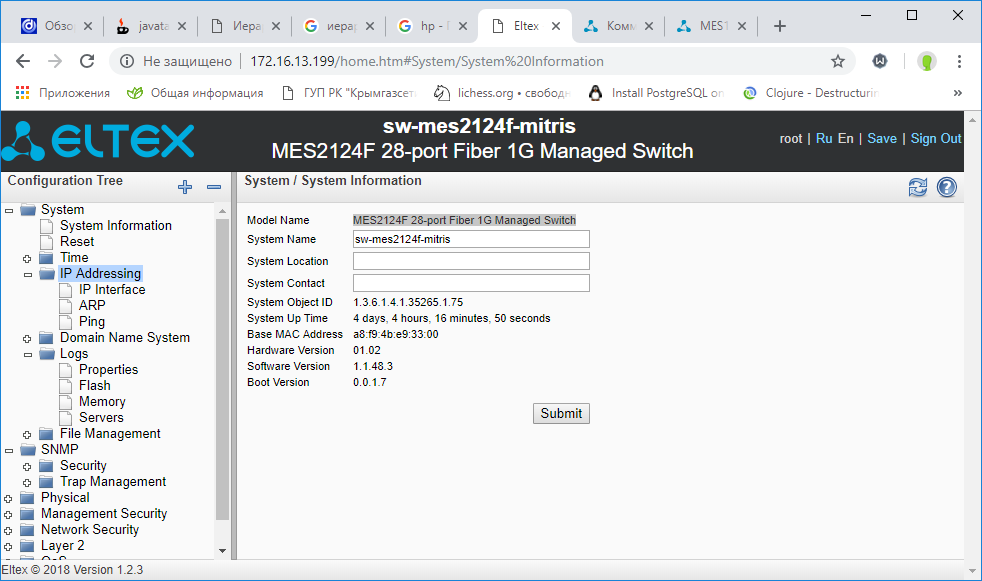 Обзо
javata
Иера
иерар
hp - П
Eltex
Комм
MEST
Не защищено
172.16.13.199/home.htm#System/System%20Information
Приложения
Общая информация
ГУП РК "Крымгазсет
lichess.org • свобод
Install PostgreSQL on
Clojure - Destructurin
ELTEX
sw-mes2124f-mitris
MES2124F 28-port Fiber 1G Managed Switch
root | Ru En | Save | Sign Out
Configuration Tree
System / System Information
System
System Information
Reset
Time
IP Addressing
IP Interface
ARP
Ping
Domain Name System
Logs
Properties
Flash
Memory
Servers
File Management
SNMP
Security
Trap Management
Physical
Management Security
Network Security
Layer 2
QoS
Model Name MES2124F 28-port Fiber 1G Managed Switch
System Name sw-mes2124f-mitris
System Location
System Contact
System Object ID 1.3.6.1.4.1.35265.1.75
System Up Time 4 days, 4 hours, 16 minutes, 50 seconds
Base MAC Address a8:f9:4b:e9:33:00
Hardware Version 01.02
Software Version 1.1.48.3
Boot Version 0.0.1.7
Submit
Eltex © 2018 Version 1.2.3